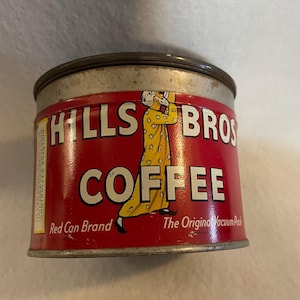 HILLS BROS
COFFEE
Red Can Brand The Original Vacuum Pack